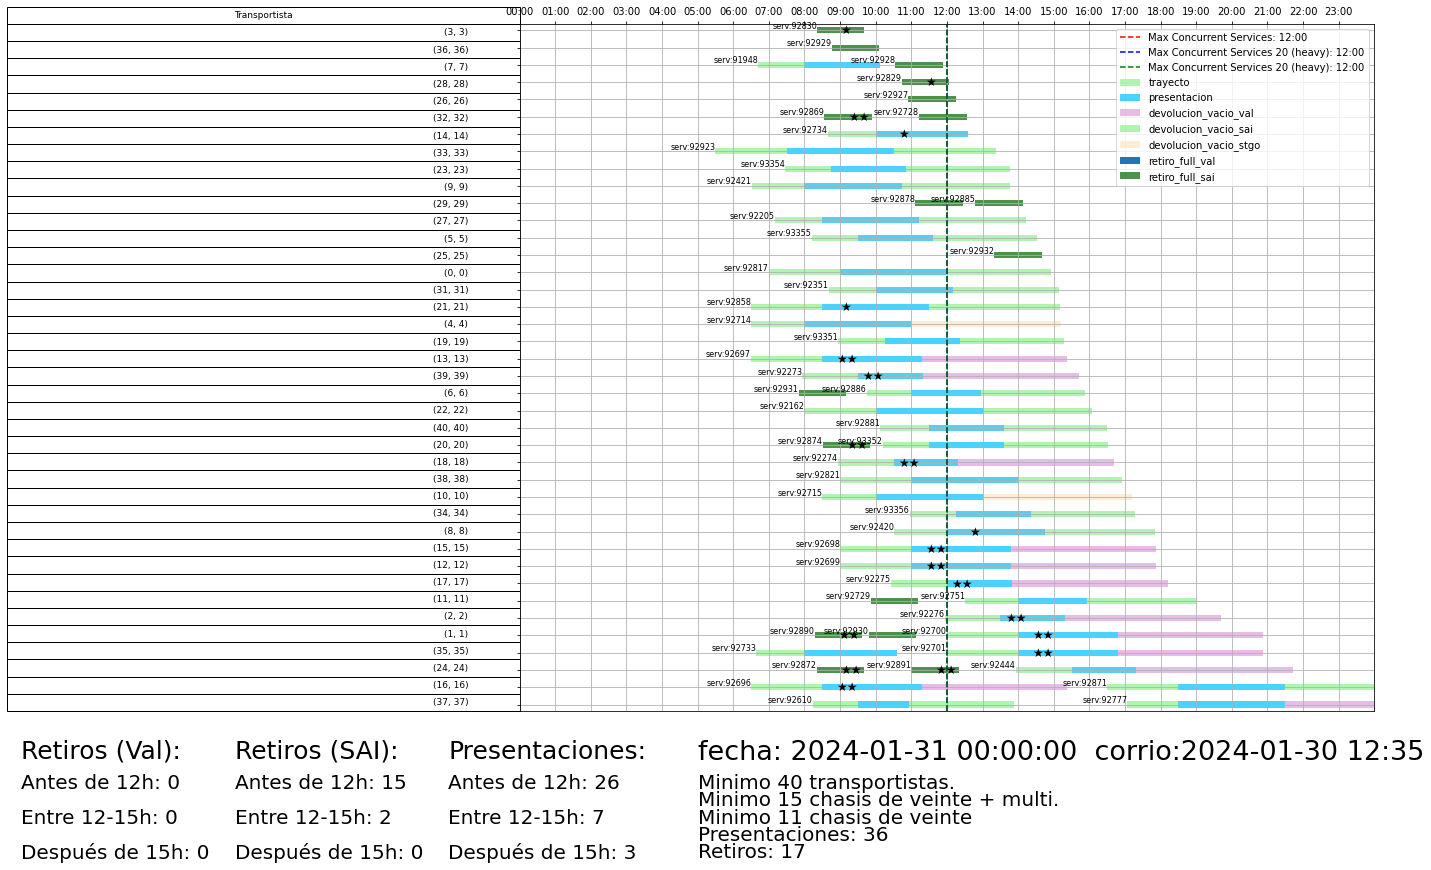 Transportista
00:00 01:00 02:00 03:00 04:00 05:00 06:00 07:00 08:00 09:00 10:00 11:00 12:00 13:00 14:00 15:00 16:00 17:00 18:00 19:00 20:00 21:00 22:00 23:00
Max Concurrent Services: 12:00
Max Concurrent Services 20 (heavy): 12:00
Max Concurrent Services 20 (heavy): 12:00
trayecto
presentacion
devolucion_vacio_val
devolucion_vacio_sai
devolucion_vacio_stgo
retiro_full_val
retiro_full_sai
(3, 3) serv:92830
(36, 36) serv:92929
(7, 7) serv:91948 serv:92928
(28, 28) serv:92829
(26, 26) serv:92927
(32, 32) serv:92869 serv:92728
(14, 14) serv:92734
(33, 33) serv:92923
(23, 23) serv:93354
(9, 9) serv:92421
(29, 29) serv:92878 serv:92885
(27, 27) serv:92205
(5, 5) serv:93355
(25, 25) serv:92932
(0, 0) serv:92817
(31, 31) serv:92351
(21, 21) serv:92858
(4, 4) serv:92714
(19, 19) serv:93351
(13, 13) serv:92697
(39, 39) serv:92273
(6, 6) serv:92931 serv:92886
(22, 22) serv:92162
(40, 40) serv:92881
(20, 20) serv:92874 serv:93352
(18, 18) serv:92274
(38, 38) serv:92821
(10, 10) serv:92715
(34, 34) serv:93356
(8, 8) serv:92420
(15, 15) serv:92698
(12, 12) serv:92699
(17, 17) serv:92275
(11, 11) serv:92729 serv:92751
(2, 2) serv:92276
(1, 1) serv:92890 serv:92930 serv:92700
(35, 35) serv:92733 serv:92701
(24, 24) serv:92872 serv:92891 serv:92444
(16, 16) serv:92696 serv:92871
(37, 37) serv:92610 serv:92777
Retiros (Val):
Antes de 12h: 0
Entre 12-15h: 0
Después de 15h: 0
Retiros (SAI):
Antes de 12h: 15
Entre 12-15h: 2
Después de 15h: 0
Presentaciones:
Antes de 12h: 26
Entre 12-15h: 7
Después de 15h: 3
fecha: 2024-01-31 00:00:00 corrio:2024-01-30 12:35
Minimo 40 transportistas.
Minimo 15 chasis de veinte + multi.
Minimo 11 chasis de veinte
Presentaciones: 36
Retiros: 17